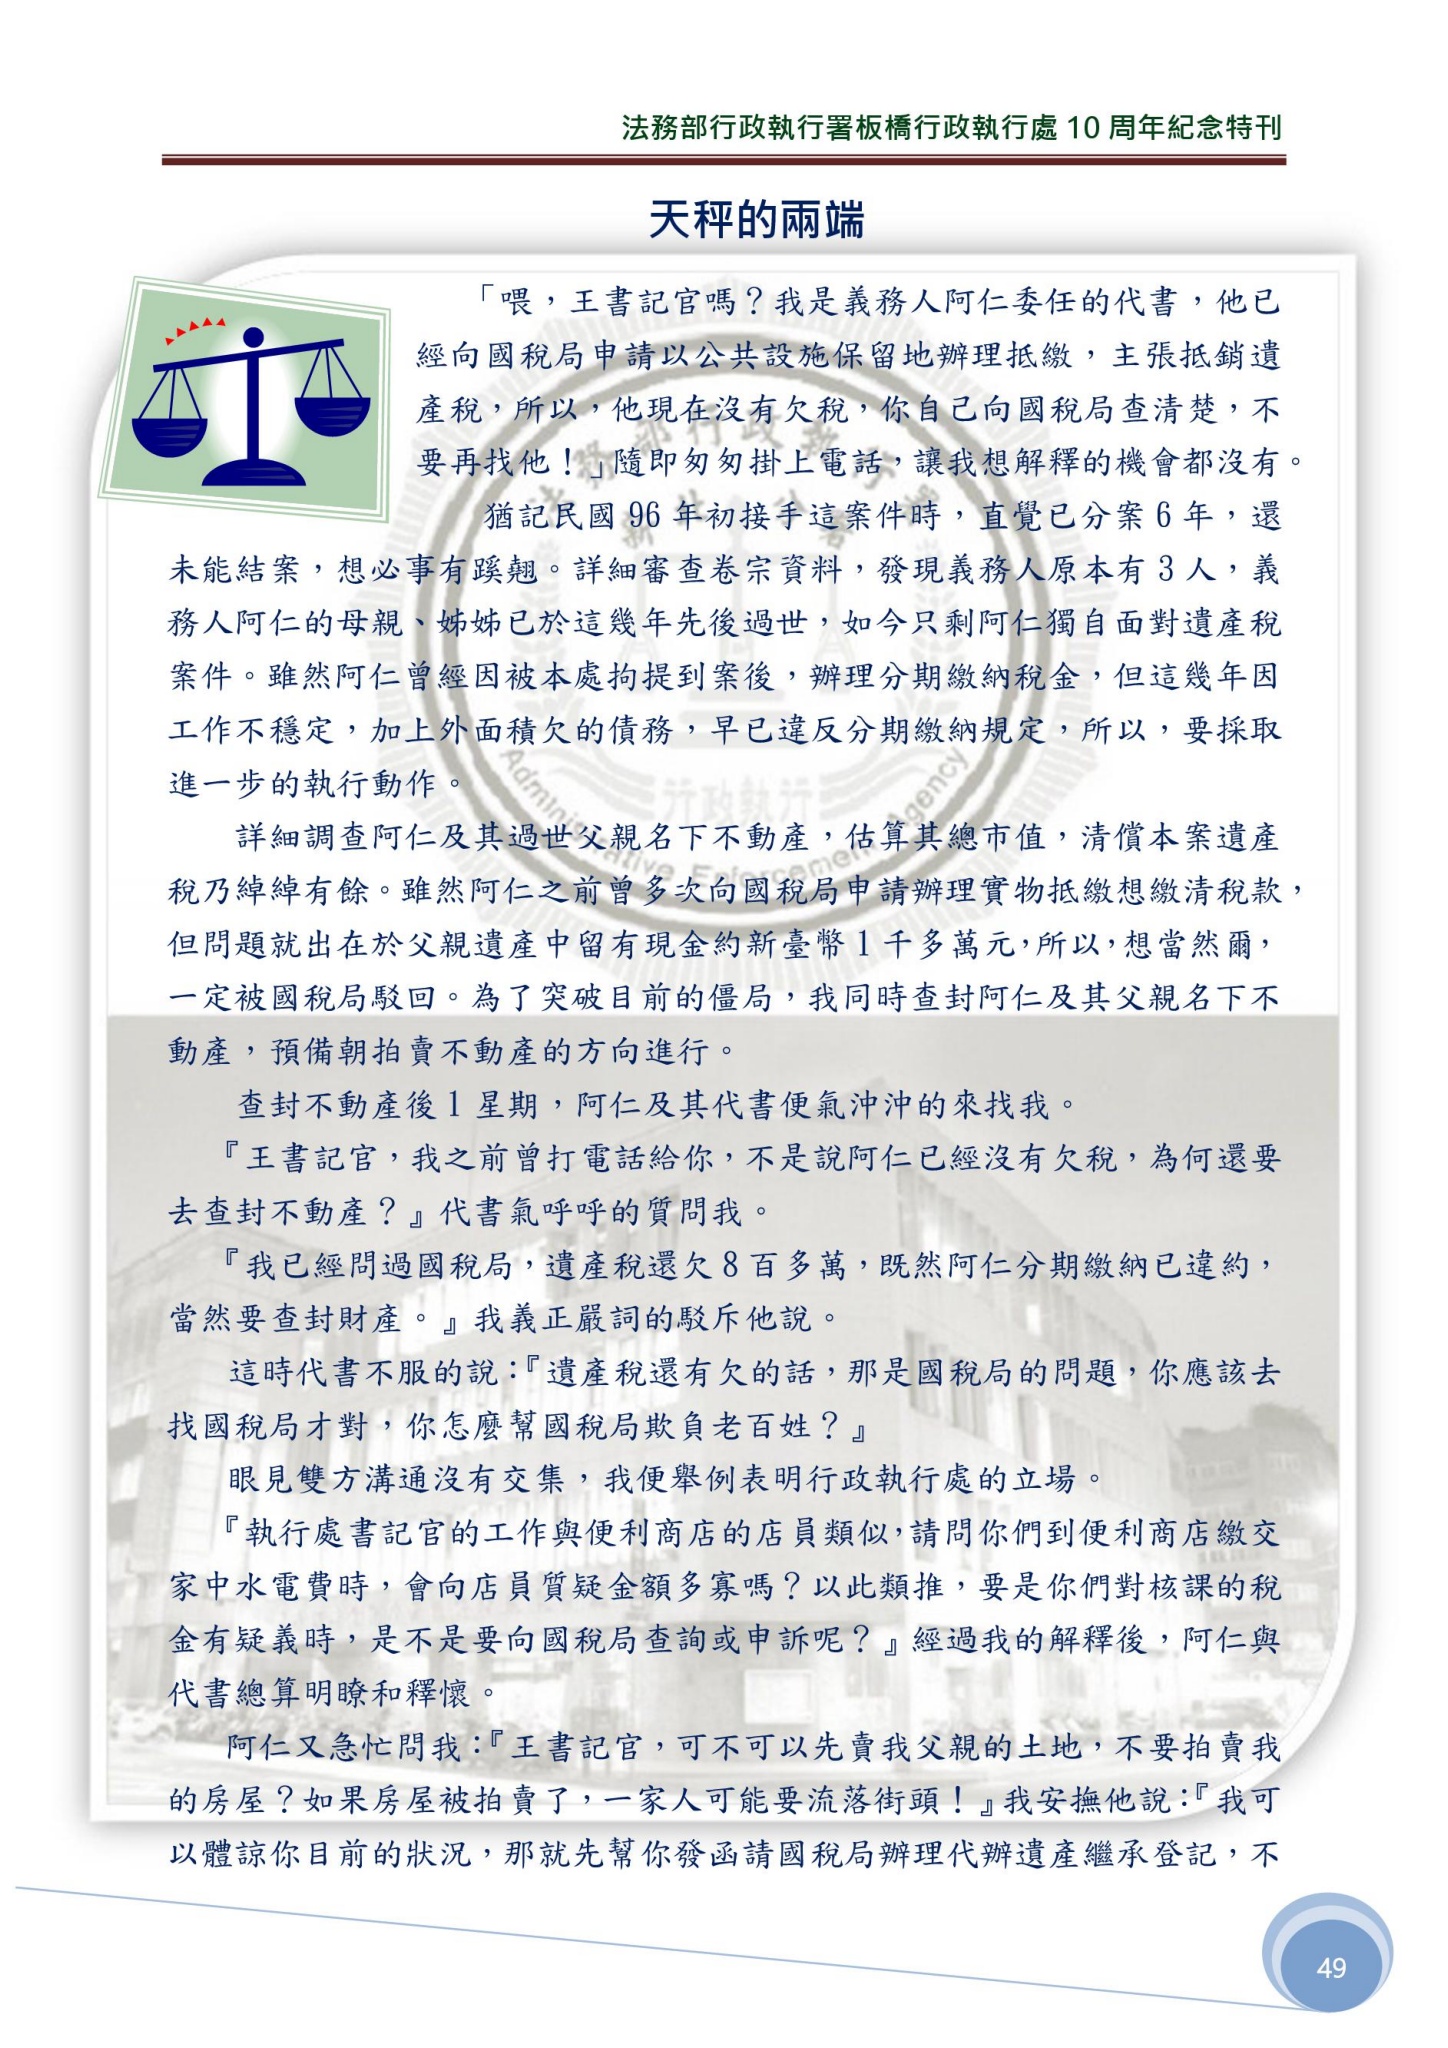 法務部行政執行署板橋行政執行處 10 周年紀念特刊
天秤的兩端
「喂，王書記官嗎？我是義務人阿仁委任的代書，他已
經向國稅局申請以公共設施保留地辦理抵繳，主張抵銷遺
產稅，所以，他現在沒有欠稅，你自己向國稅局查清楚，不
要再找他！」隨即匆匆掛上電話，讓我想解釋的機會都沒有。
猶記民國 96 年初接手這案件時，直覺已分案 6 年，還
未能結案，想必事有蹊翹。詳細審查卷宗資料，發現義務人原本有 3 人，義
務人阿仁的母親、姊姊已於這幾年先後過世，如今只剩阿仁獨自面對遺產稅
案件。雖然阿仁曾經因被本處拘提到案後，辦理分期繳納稅金，但這幾年因
工作不穩定，加上外面積欠的債務，早已違反分期繳納規定，所以，要採取
進一步的執行動作。
詳細調查阿仁及其過世父親名下不動產，估算其總市值，清償本案遺產
稅乃綽綽有餘。雖然阿仁之前曾多次向國稅局申請辦理實物抵繳想繳清稅款，
但問題就出在於父親遺產中留有現金約新臺幣 1 千多萬元，所以，想當然爾，
一定被國稅局駁回。為了突破目前的僵局，我同時查封阿仁及其父親名下不
動產，預備朝拍賣不動產的方向進行。
查封不動產後 1 星期，阿仁及其代書便氣沖沖的來找我。
『王書記官，我之前曾打電話給你，不是說阿仁已經沒有欠稅，為何還要
去查封不動產？』代書氣呼呼的質問我。
『我已經問過國稅局，遺產稅還欠 8 百多萬，既然阿仁分期繳納已違約，
當然要查封財產。』我義正嚴詞的駁斥他說。
這時代書不服的說：『遺產稅還有欠的話，那是國稅局的問題，你應該去
找國稅局才對，你怎麼幫國稅局欺負老百姓？』
眼見雙方溝通沒有交集，我便舉例表明行政執行處的立場。
『執行處書記官的工作與便利商店的店員類似，請問你們到便利商店繳交
家中水電費時，會向店員質疑金額多寡嗎？以此類推，要是你們對核課的稅
金有疑義時，是不是要向國稅局查詢或申訴呢？』經過我的解釋後，阿仁與
代書總算明瞭和釋懷。
阿仁又急忙問我：『王書記官，可不可以先賣我父親的土地，不要拍賣我
的房屋？如果房屋被拍賣了，一家人可能要流落街頭！』我安撫他說：『我可
以體諒你目前的狀況，那就先幫你發函請國稅局辦理代辦遺產繼承登記，不
法務部行政執行署
新北分署
行政執行
Administrative Enforcement Agency
49